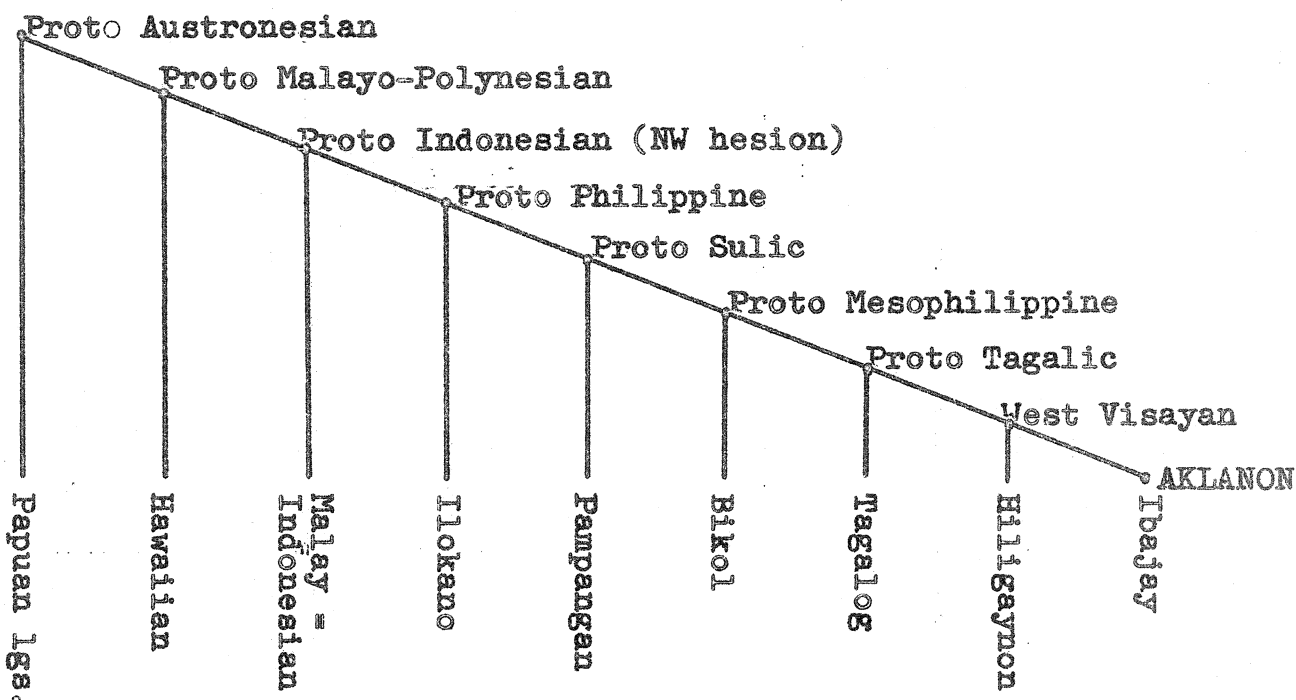 Proto Austronesian
Proto Malayo-Polynesian
Proto Indonesian (NW hesion)
Proto Philippine
Proto Sulic
Proto Mesophilippine
Proto Tagalic
West Visayan
AKLANON
Papuan lgs.
Hawaiian
Malay =
Indonesian
Ilokano
Pampangan
Bikol
Tagalog
Hiligaynon
Ibajay